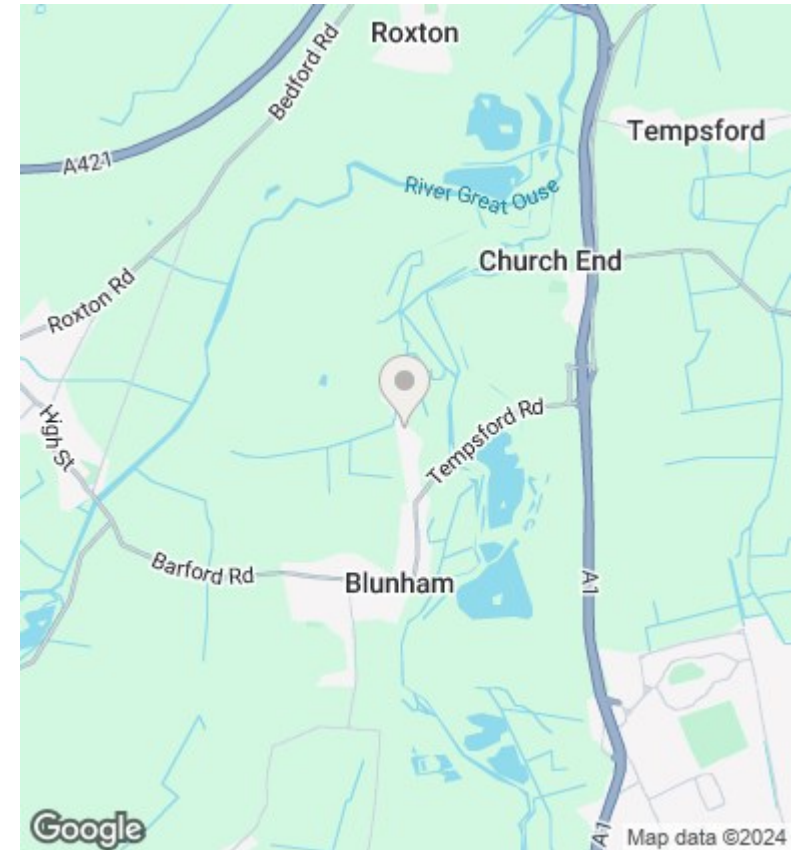 Roxton
Bedford Rd
Tempsford
A421
River Great Ouse
Church End
Roxton Rd
High St
Tempsford Rd
Barford Rd
Blunham
A1
A1
Google
Map data ©2024